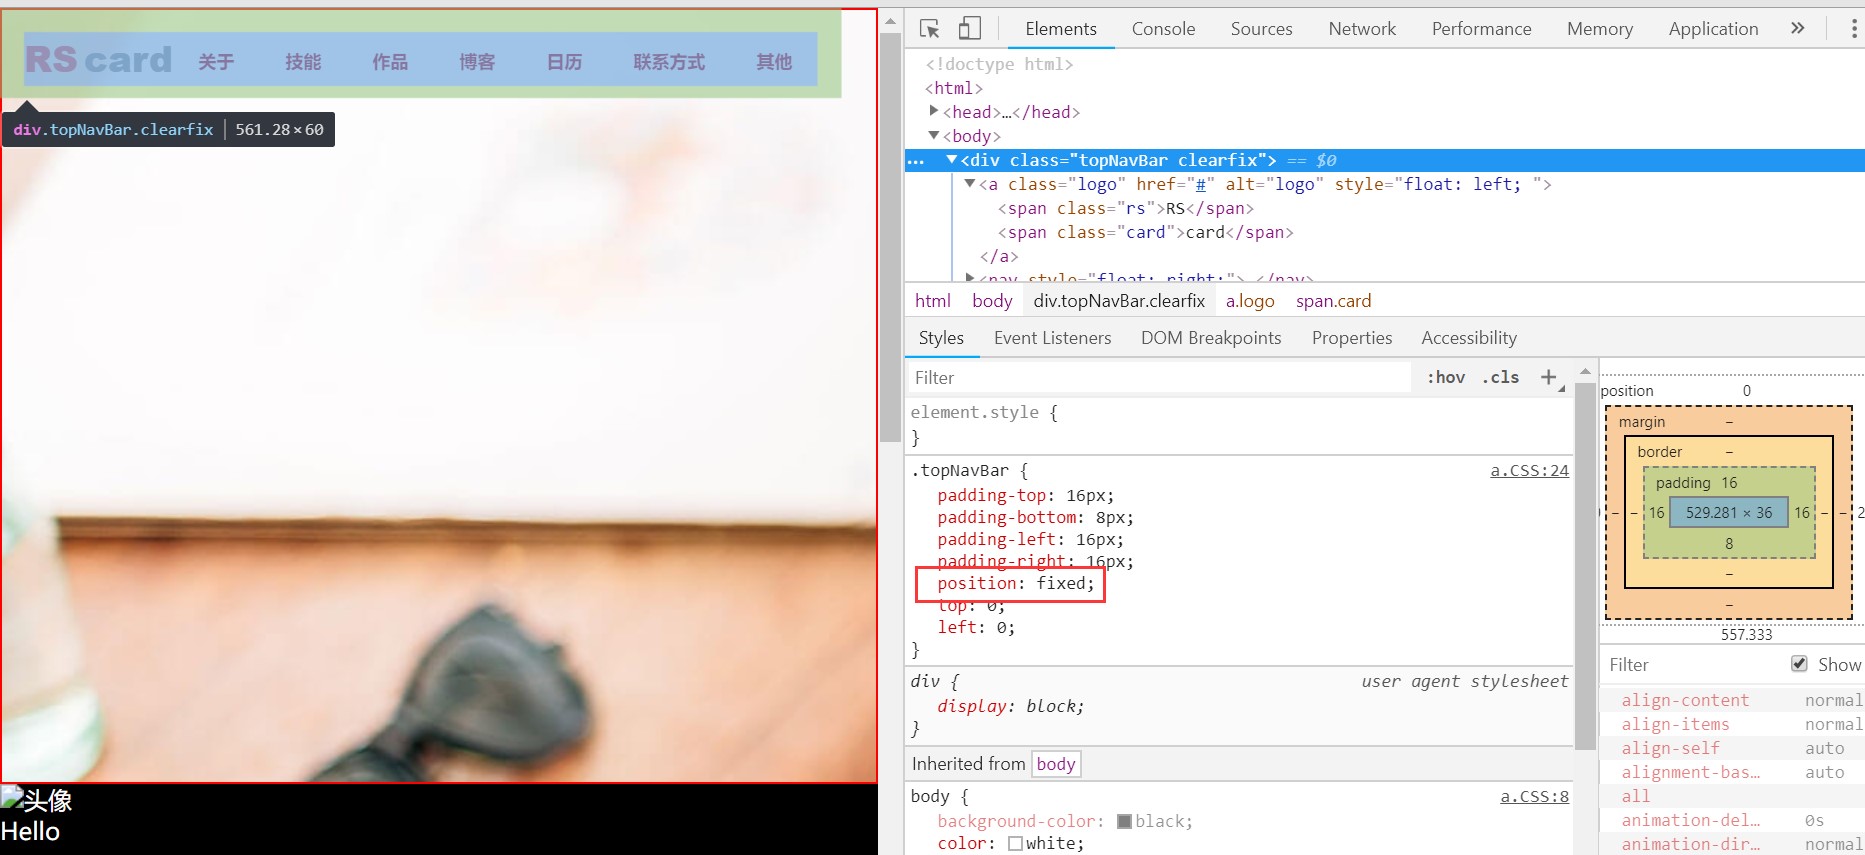 RS card 关于 技能 作品 博客 日历 联系方式 其他
div.topNavBar.clearfix 561.28×60
头像
Hello
Elements Console Sources Network Performance Memory Application »
<!doctype html>
<html>
<head>…</head>
<body>
… <div class="topNavBar clearfix"> == $0
<a class="logo" href="#" alt="logo" style="float: left; ">
<span class="rs">RS</span>
<span class="card">card</span>
</a>
<nav style="float: right;"> </nav>
html body div.topNavBar.clearfix a.logo span.card
Styles Event Listeners DOM Breakpoints Properties Accessibility
Filter :hov .cls +
element.style {
}
.topNavBar { a.CSS:24
padding-top: 16px;
padding-bottom: 8px;
padding-left: 16px;
padding-right: 16px;
position: fixed;
top: 0;
left: 0;
}
div { user agent stylesheet
display: block;
}
Inherited from body
body { a.CSS:8
background-color: black;
color: white;
position 0
margin –
border –
padding 16
– – 16 529.281 × 36 16 – – 2
8
–
–
557.333
Filter Show
align-content normal
align-items normal
align-self auto
alignment-bas… auto
all
animation-del… 0s
animation-dir… normal